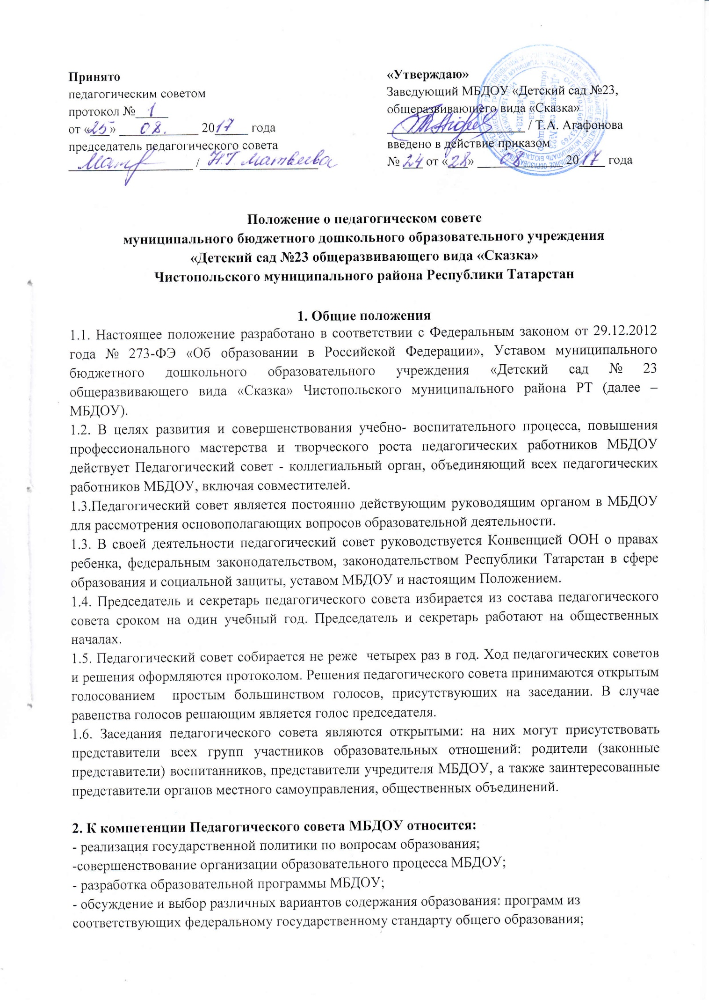 Принято
педагогическим советом
протокол № 1
от «25» 08. 2017 года
председатель педагогического совета
/ Н.Г Матвеева
«Утверждаю»
Заведующий МБДОУ «Детский сад №23,
общеразвивающего вида «Сказка»
/ Т.А. Агафонова
введено в действие приказом
№ 24 от «28» 08 2017 года
Положение о педагогическом совете
муниципального бюджетного дошкольного образовательного учреждения
«Детский сад №23 общеразвивающего вида «Сказка»
Чистопольского муниципального района Республики Татарстан
1. Общие положения
1.1. Настоящее положение разработано в соответствии с Федеральным законом от 29.12.2012
года № 273-ФЭ «Об образовании в Российской Федерации», Уставом муниципального
бюджетного дошкольного образовательного учреждения «Детский сад № 23
общеразвивающего вида «Сказка» Чистопольского муниципального района РТ (далее –
МБДОУ).
1.2. В целях развития и совершенствования учебно- воспитательного процесса, повышения
профессионального мастерства и творческого роста педагогических работников МБДОУ
действует Педагогический совет - коллегиальный орган, объединяющий всех педагогических
работников МБДОУ, включая совместителей.
1.3.Педагогический совет является постоянно действующим руководящим органом в МБДОУ
для рассмотрения основополагающих вопросов образовательной деятельности.
1.3. В своей деятельности педагогический совет руководствуется Конвенцией ООН о правах
ребенка, федеральным законодательством, законодательством Республики Татарстан в сфере
образования и социальной защиты, уставом МБДОУ и настоящим Положением.
1.4. Председатель и секретарь педагогического совета избирается из состава педагогического
совета сроком на один учебный год. Председатель и секретарь работают на общественных
началах.
1.5. Педагогический совет собирается не реже четырех раз в год. Ход педагогических советов
и решения оформляются протоколом. Решения педагогического совета принимаются открытым
голосованием простым большинством голосов, присутствующих на заседании. В случае
равенства голосов решающим является голос председателя.
1.6. Заседания педагогического совета являются открытыми: на них могут присутствовать
представители всех групп участников образовательных отношений: родители (законные
представители) воспитанников, представители учредителя МБДОУ, а также заинтересованные
представители органов местного самоуправления, общественных объединений.
2. К компетенции Педагогического совета МБДОУ относится:
- реализация государственной политики по вопросам образования;
-совершенствование организации образовательного процесса МБДОУ;
- разработка образовательной программы МБДОУ;
- обсуждение и выбор различных вариантов содержания образования: программ из
соответствующих федеральному государственному стандарту общего образования;